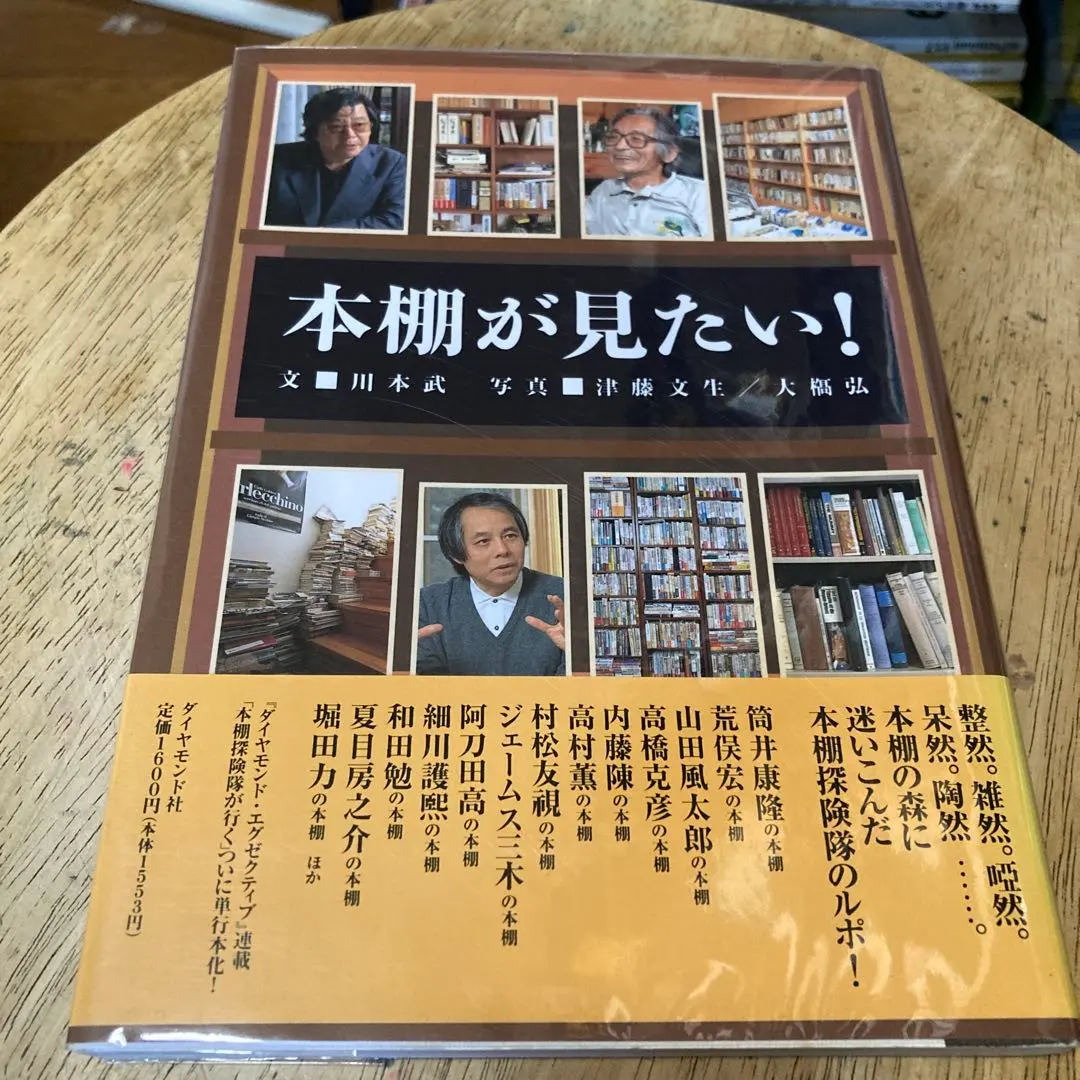 本棚が見たい!
文■川本武 写真■津藤文生／大橋弘
rlecchino
整然。雑然。啞然。
呆然。陶然……。
本棚の森に
迷いこんだ
本棚探険隊のルポ!
筒井康隆の本棚
荒俣宏の本棚
山田風太郎の本棚
高橋克彦の本棚
内藤陳の本棚
高村薫の本棚
村松友視の本棚
ジェームス三木の本棚
阿刀田高の本棚
細川護熙の本棚
和田勉の本棚
夏目房之介の本棚
堀田力の本棚 ほか
『ダイヤモンド・エグゼクティブ』連載
「本棚探険隊が行く」ついに単行本化!
ダイヤモンド社
定価1600円(本体1553円)